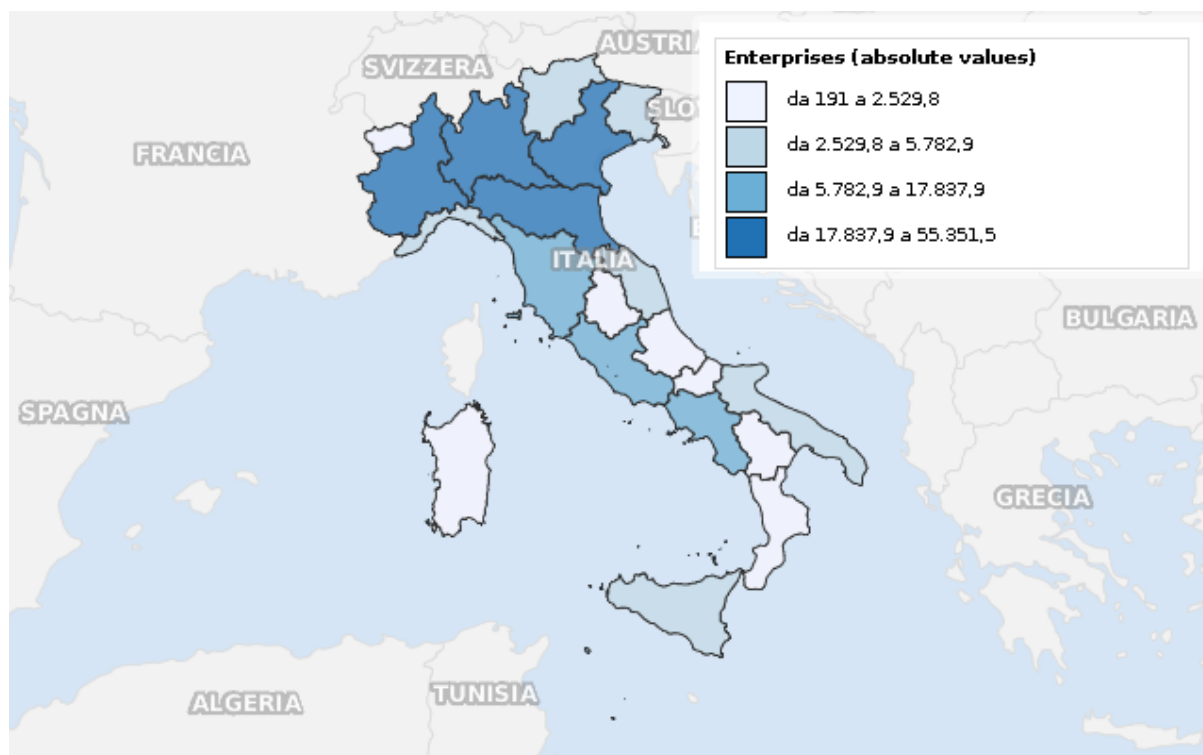 AUSTRIA
SVIZZERA
SLO
FRANCIA
ITALIA
BULGARIA
SPAGNA
GRECIA
ALGERIA
TUNISIA
Enterprises (absolute values)
da 191 a 2.529,8
da 2.529,8 a 5.782,9
da 5.782,9 a 17.837,9
da 17.837,9 a 55.351,5